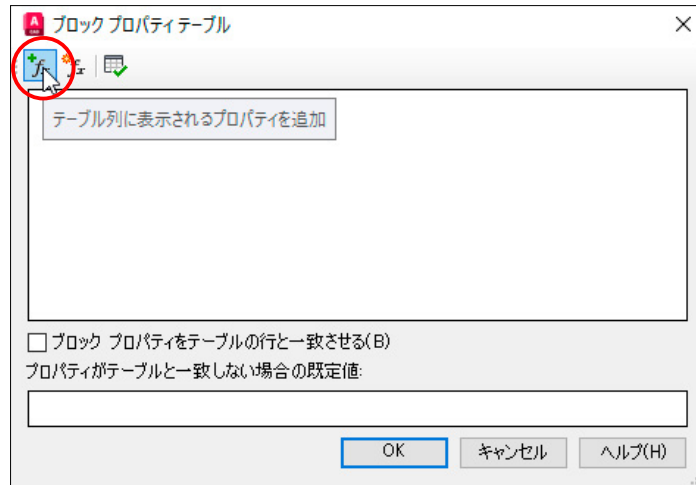 ブロック プロパティ テーブル
テーブル列に表示されるプロパティを追加
ブロック プロパティをテーブルの行と一致させる(B)
プロパティがテーブルと一致しない場合の既定値:
OK キャンセル ヘルプ(H)